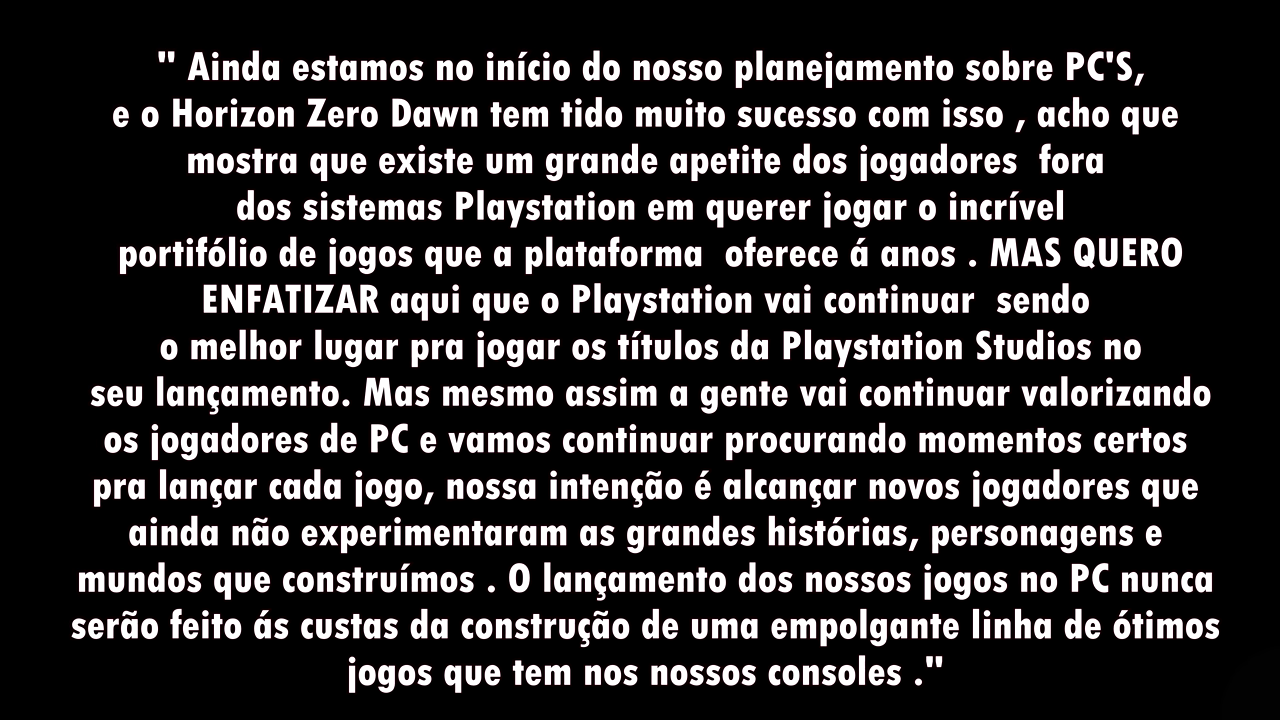 " Ainda estamos no início do nosso planejamento sobre PC'S,
e o Horizon Zero Dawn tem tido muito sucesso com isso , acho que
mostra que existe um grande apetite dos jogadores  fora
dos sistemas Playstation em querer jogar o incrível
portifólio de jogos que a plataforma  oferece á anos . MAS QUERO
ENFATIZAR aqui que o Playstation vai continuar  sendo
o melhor lugar pra jogar os títulos da Playstation Studios no
seu lançamento. Mas mesmo assim a gente vai continuar valorizando
os jogadores de PC e vamos continuar procurando momentos certos
pra lançar cada jogo, nossa intenção é alcançar novos jogadores que
ainda não experimentaram as grandes histórias, personagens e
mundos que construímos . O lançamento dos nossos jogos no PC nunca
serão feito ás custas da construção de uma empolgante linha de ótimos
jogos que tem nos nossos consoles ."